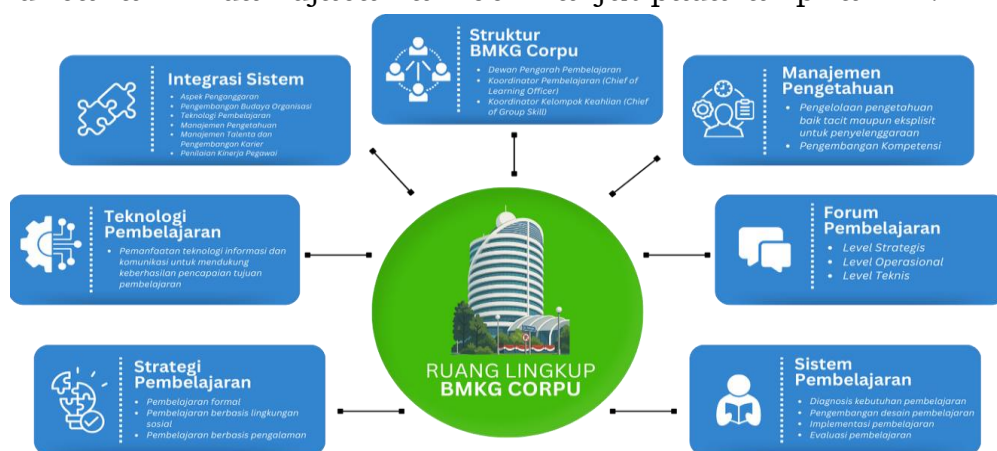 Struktur
BMKG Corpu
Dewan Pengarah Pembelajaran
Koordinator Pembelajaran (Chief of
Learning Officer)
Koordinator Kelompok Keahlian (Chief
of Group Skill)
Integrasi Sistem
Aspek Penganggaran
Pengembangan Budaya Organisasi
Teknologi Pembelajaran
Manajemen Pengetahuan
Manajemen Talenta dan
Pengembangan Karier
Penilaian Kinerja Pegawai
Manajemen
Pengetahuan
Pengelolaan pengetahuan
baik tacit maupun eksplisit
untuk penyelenggaraan
Pengembangan Kompetensi
Teknologi
Pembelajaran
Pemanfaatan teknologi informasi dan
komunikasi untuk mendukung
keberhasilan pencapaian tujuan
pembelajaran
Forum
Pembelajaran
Level Strategis
Level Operasional
Level Teknis
RUANG LINGKUP
BMKG CORPU
Strategi
Pembelajaran
Pembelajaran formal
Pembelajaran berbasis lingkungan
sosial
Pembelajaran berbasis pengalaman
Sistem
Pembelajaran
Diagnosis kebutuhan pembelajaran
Pengembangan desain pembelajaran
Implementasi pembelajaran
Evaluasi pembelajaran